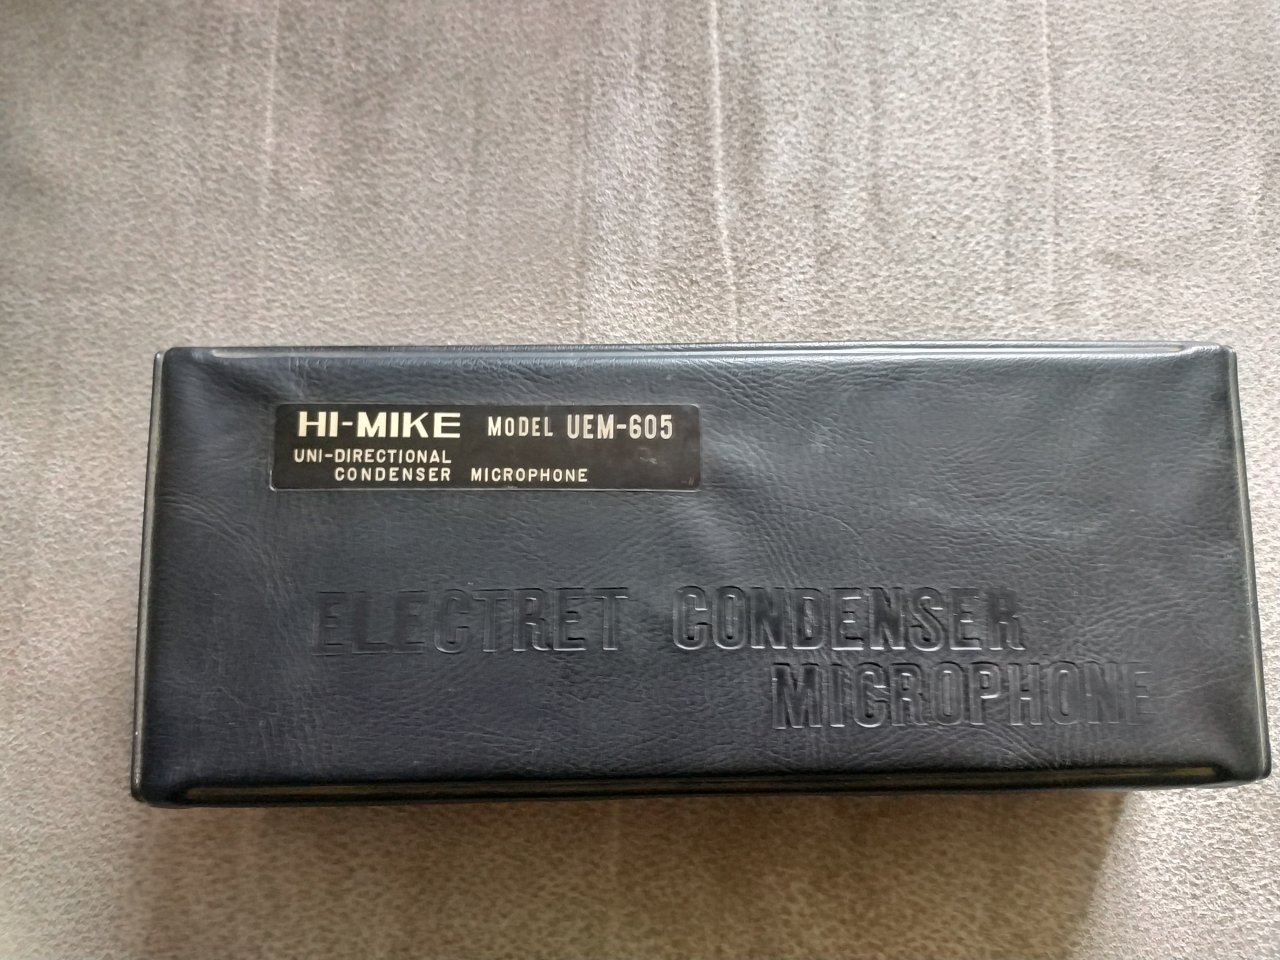 HI-MIKE MODEL UEM-605
UNI-DIRECTIONAL
CONDENSER MICROPHONE
ELECTRET CONDENSER
MICROPHONE